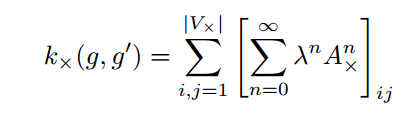 k_×(g, g′) = ∑_{i,j=1}^{|V_×|} [ ∑_{n=0}^{∞} λ^n A_×^n ]_{ij}